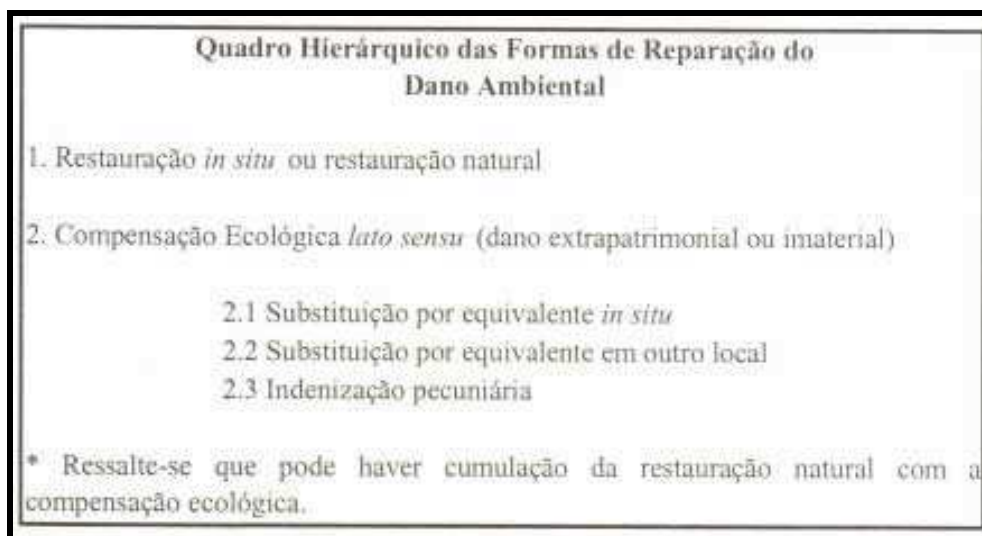 Quadro Hierárquico das Formas de Reparação do
Dano Ambiental
1. Restauração in situ ou restauração natural
2. Compensação Ecológica lato sensu (dano extrapatrimonial ou imaterial)
2.1 Substituição por equivalente in situ
2.2 Substituição por equivalente em outro local
2.3 Indenização pecuniária
* Ressalte-se que pode haver cumulação da restauração natural com a
compensação ecológica.